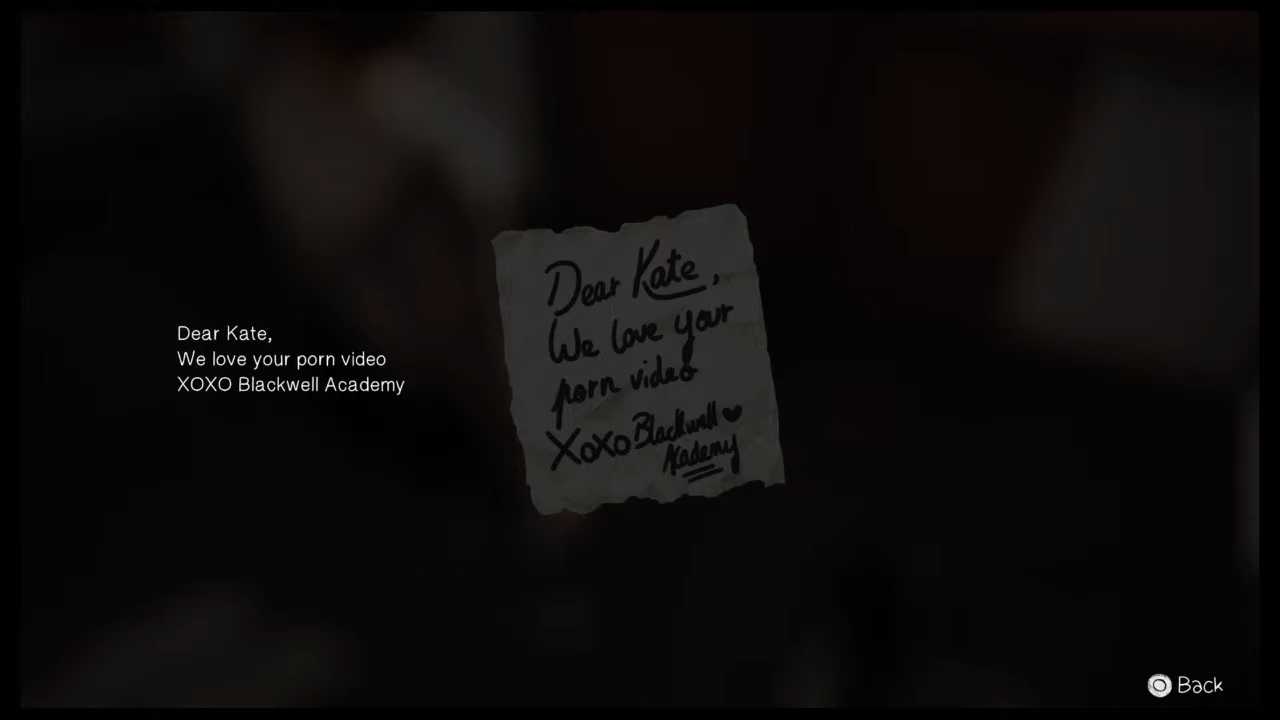 Dear Kate,
We love your porn video
XOXO Blackwell Academy
Dear Kate,
We love your
porn video
XoXo Blackwell
Academy
Back